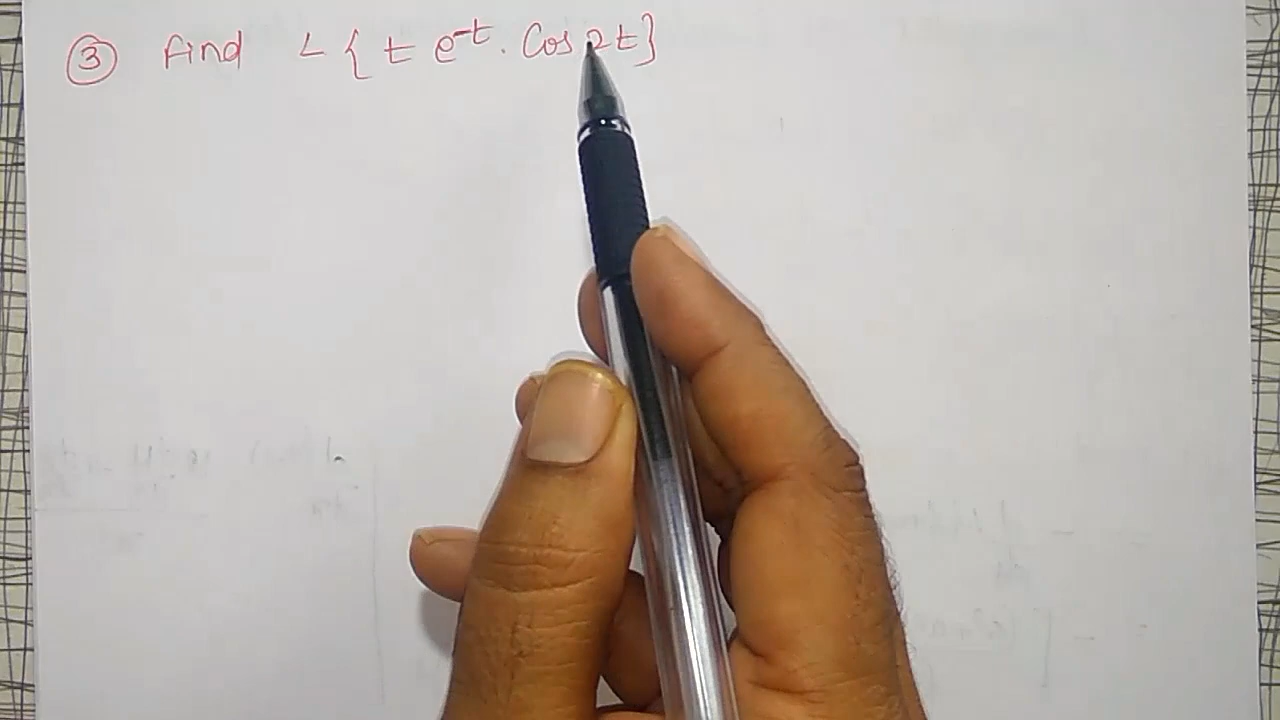 ③ Find L { t e^-t . Cos 2t }